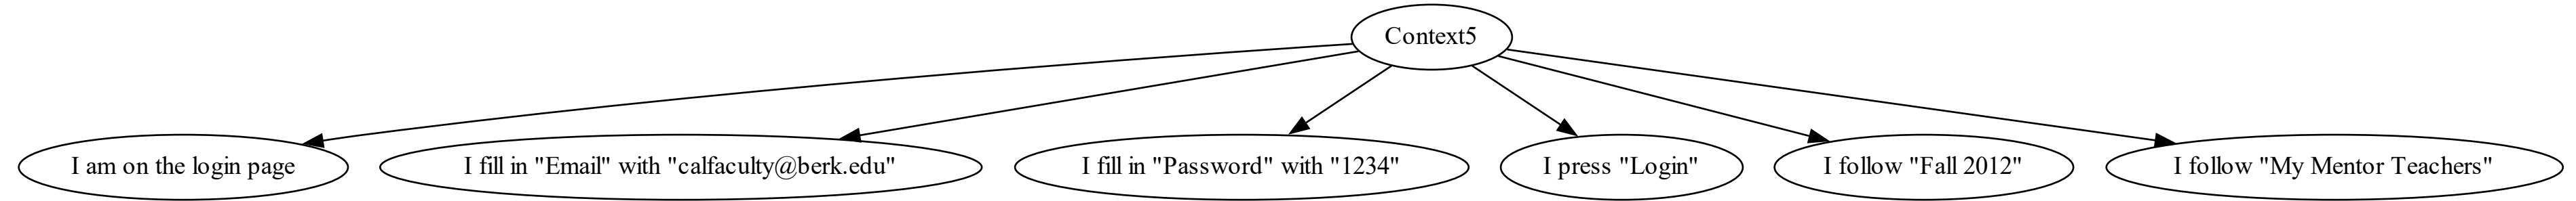 Context5
I am on the login page
I fill in "Email" with "calfaculty@berk.edu"
I fill in "Password" with "1234"
I press "Login"
I follow "Fall 2012"
I follow "My Mentor Teachers"